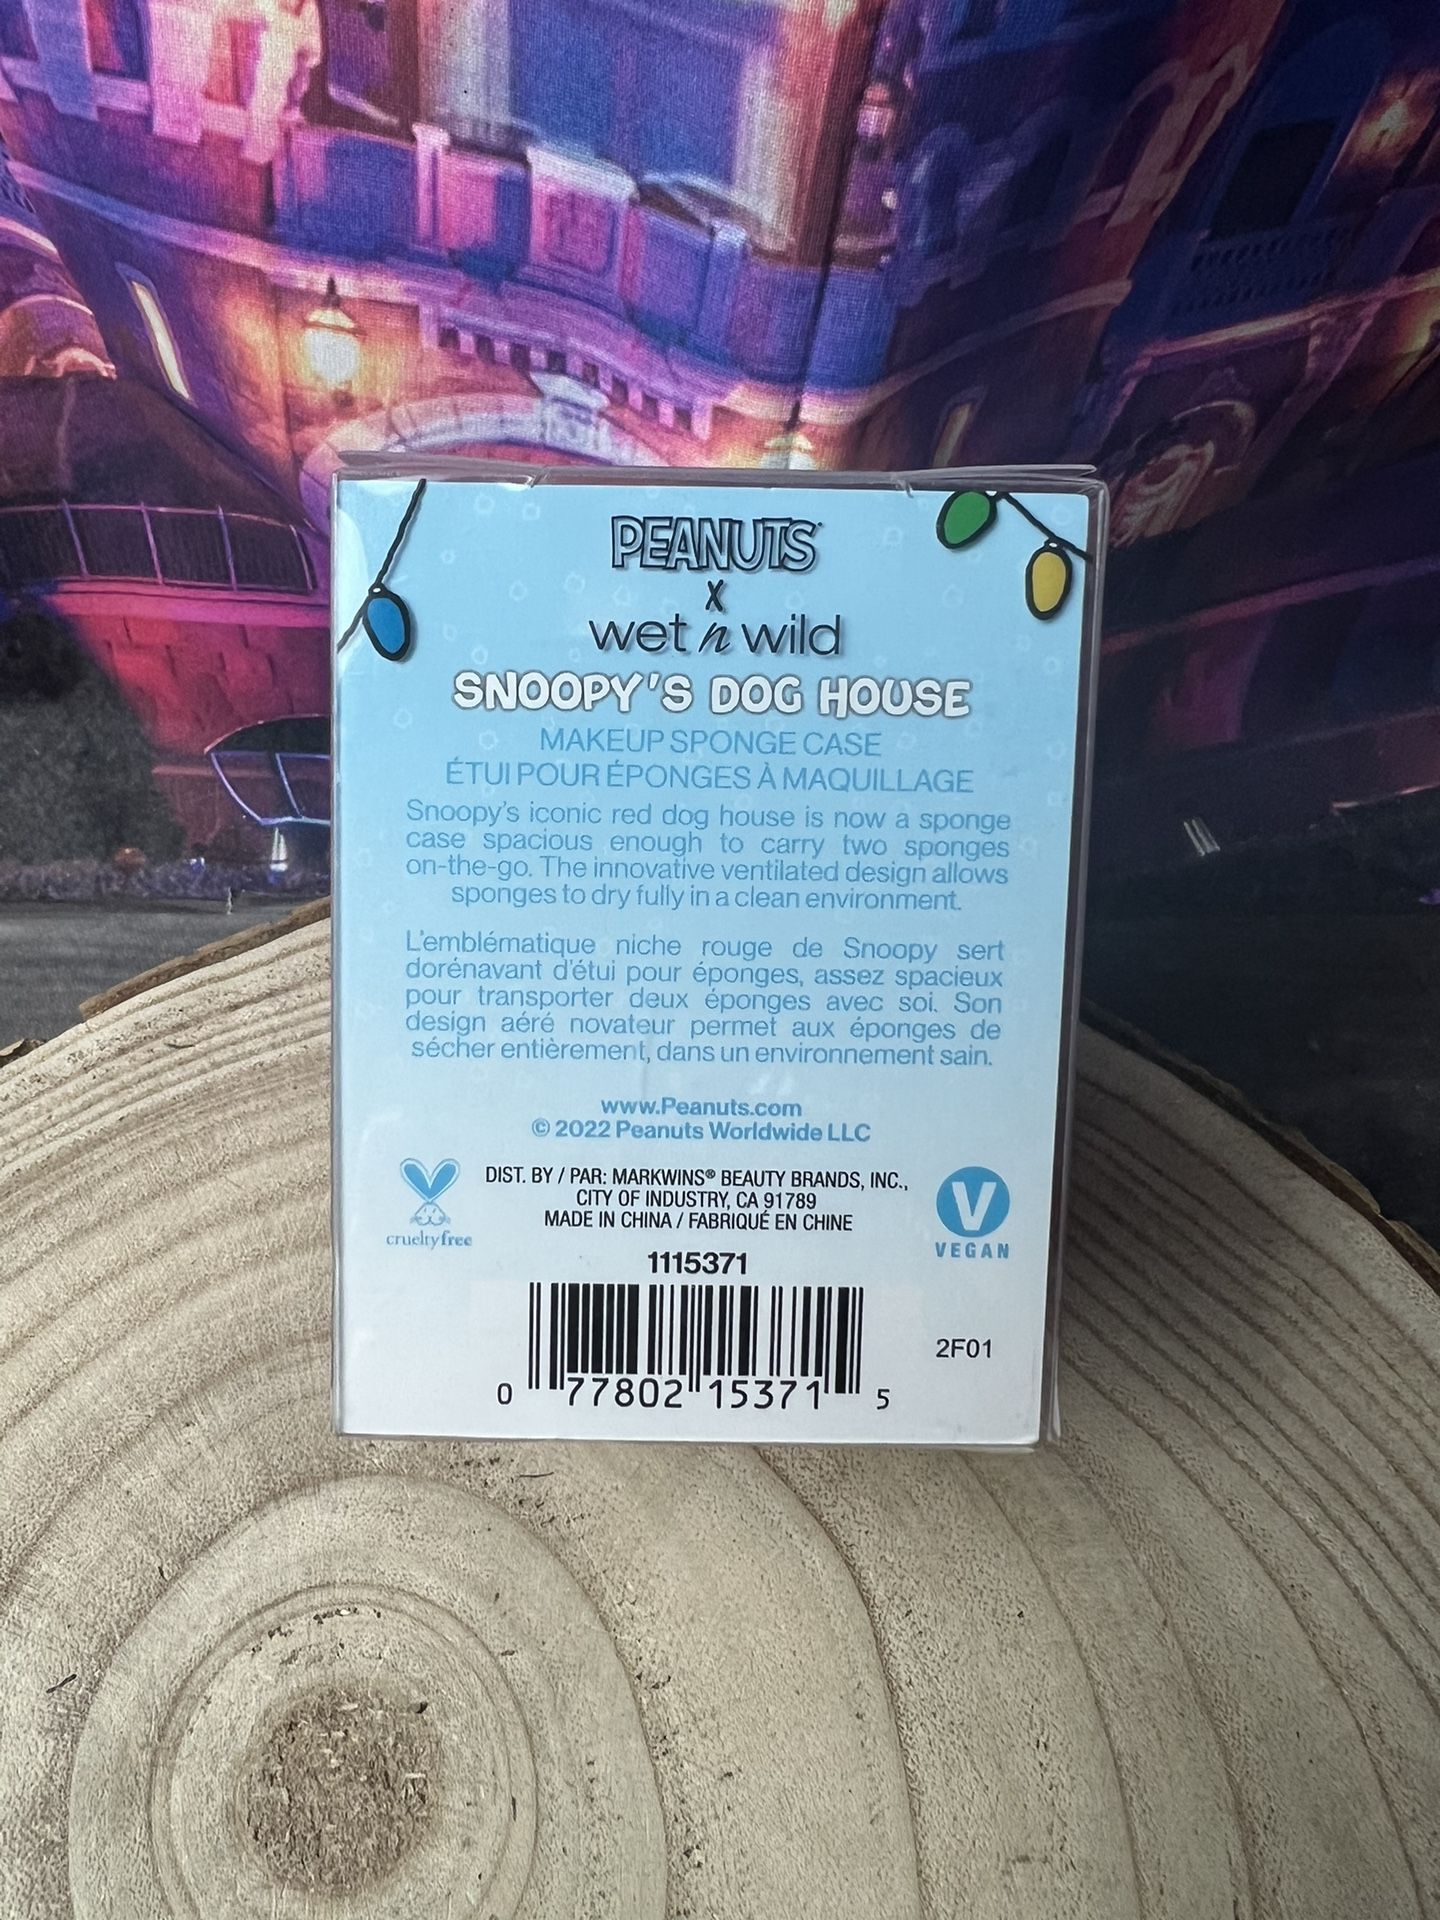 PEANUTS
X
wet n wild
SNOOPY'S DOG HOUSE
MAKEUP SPONGE CASE
ÉTUI POUR ÉPONGES À MAQUILLAGE
Snoopy's iconic red dog house is now a sponge
case spacious enough to carry two sponges
on-the-go. The innovative ventilated design allows
sponges to dry fully in a clean environment.
L'emblématique niche rouge de Snoopy sert
dorénavant d'étui pour éponges, assez spacieux
pour transporter deux éponges avec soi. Son
design aéré novateur permet aux éponges de
sécher entièrement, dans un environnement sain.
www.Peanuts.com
© 2022 Peanuts Worldwide LLC
DIST. BY / PAR: MARKWINS® BEAUTY BRANDS, INC.,
CITY OF INDUSTRY, CA 91789
MADE IN CHINA / FABRIQUÉ EN CHINE
crueltyfree
VEGAN
1115371
2F01
0 77802 15371 5